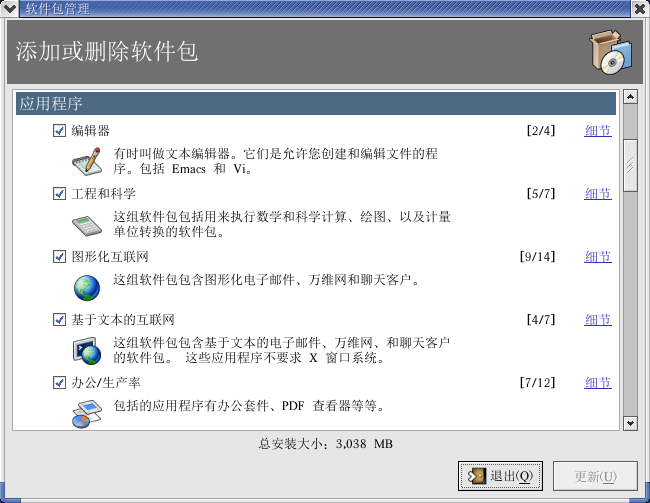 软件包管理
添加或删除软件包
应用程序
编辑器 [2/4] 细节
有时叫做文本编辑器。它们是允许您创建和编辑文件的程
序。包括 Emacs 和 Vi。
工程和科学 [5/7] 细节
这组软件包包括用来执行数学和科学计算、绘图、以及计量
单位转换的软件包。
图形化互联网 [9/14] 细节
这组软件包包含图形化电子邮件、万维网和聊天客户。
基于文本的互联网 [4/7] 细节
这组软件包包含基于文本的电子邮件、万维网、和聊天客户
的软件包。 这些应用程序不要求 X 窗口系统。
办公/生产率 [7/12] 细节
包括的应用程序有办公套件、PDF 查看器等等。
总安装大小：3,038 MB
退出(Q) 更新(U)